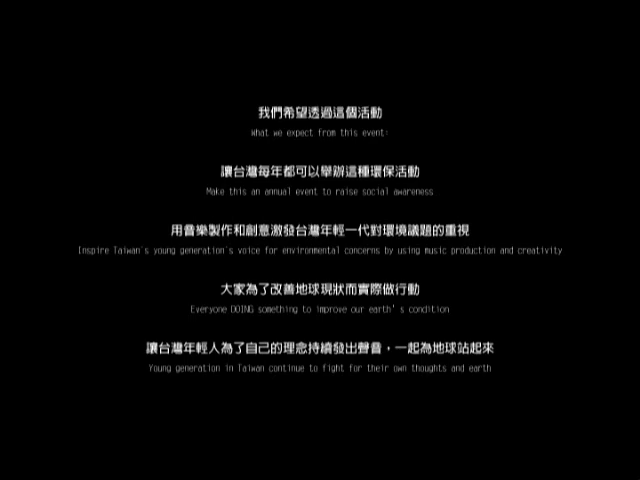 我們希望透過這個活動
What we expect from this event:
讓台灣每年都可以舉辦這種環保活動
Make this an annual event to raise social awareness
用音樂製作和創意激發台灣年輕一代對環境議題的重視
Inspire Taiwan's young generation's voice for environmental concerns by using music production and creativity
大家為了改善地球現狀而實際做行動
Everyone DOING something to improve our earth's condition
讓台灣年輕人為了自己的理念持續發出聲音，一起為地球站起來
Young generation in Taiwan continue to fight for their own thoughts and earth